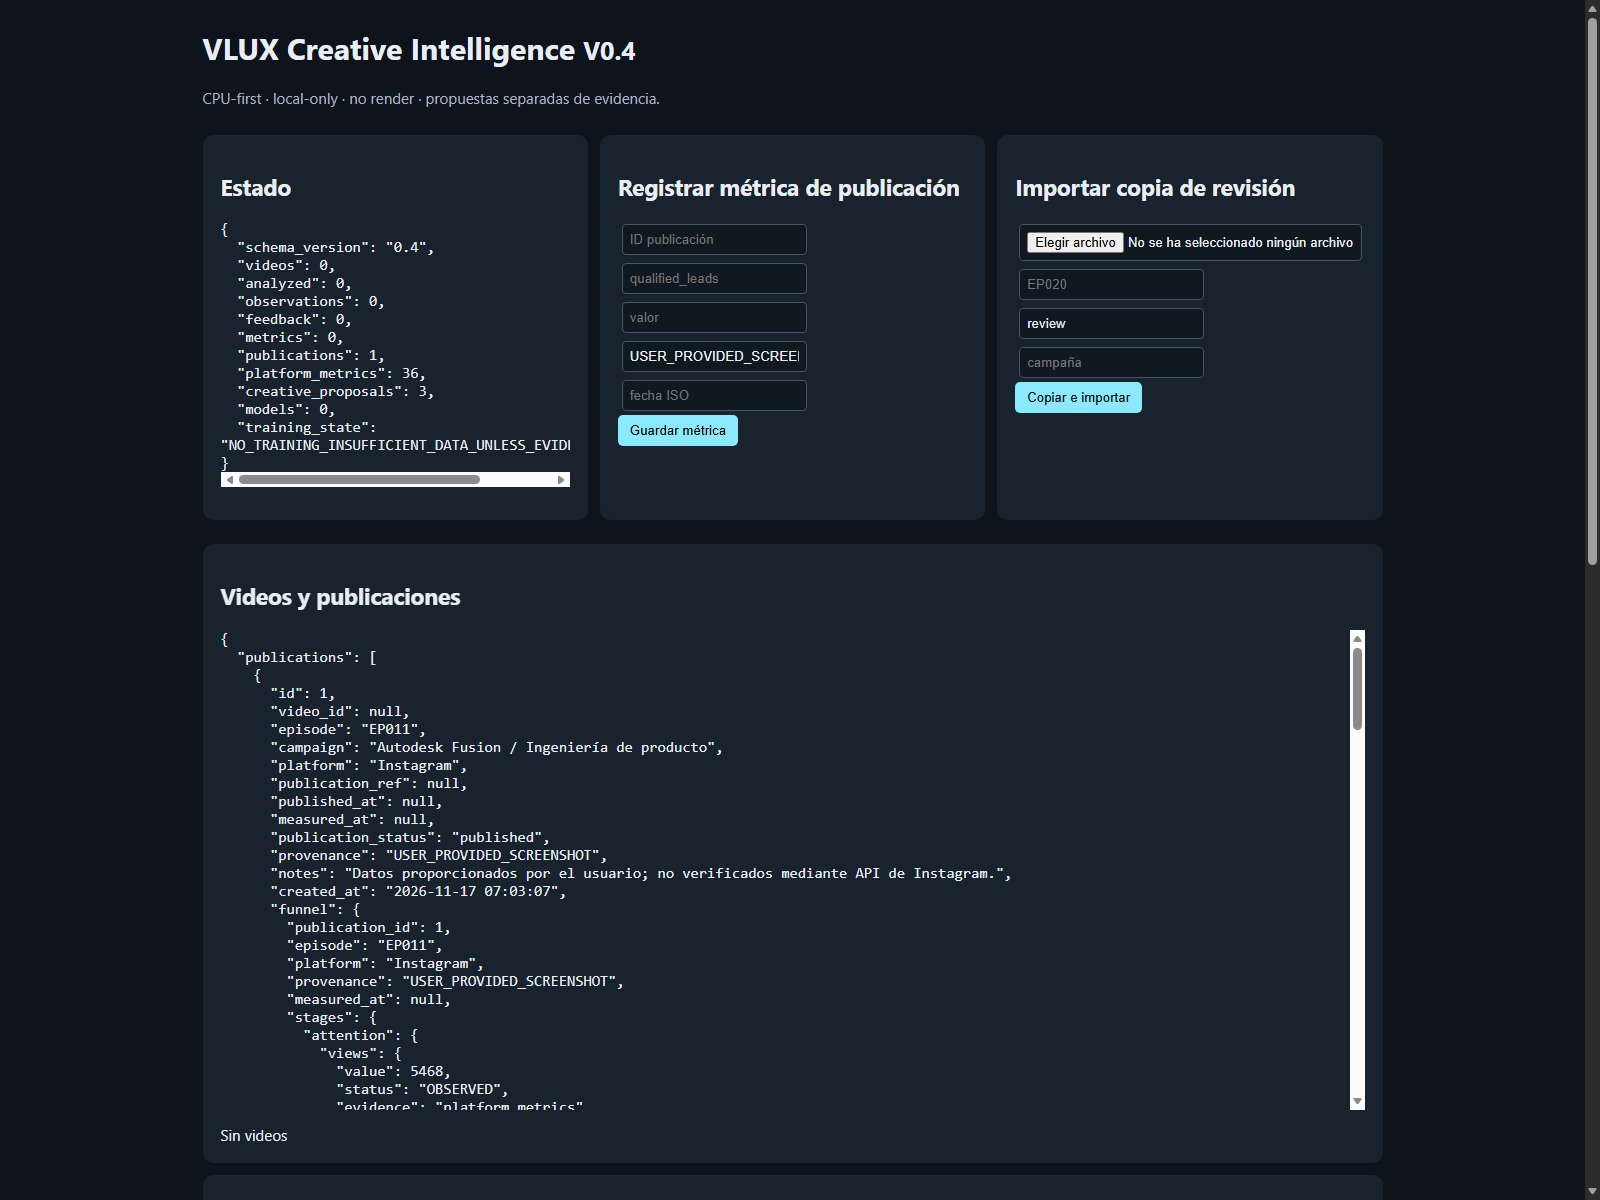 VLUX Creative Intelligence V0.4
CPU-first · local-only · no render · propuestas separadas de evidencia.
Estado
{
  "schema_version": "0.4",
  "videos": 0,
  "analyzed": 0,
  "observations": 0,
  "feedback": 0,
  "metrics": 0,
  "publications": 1,
  "platform_metrics": 36,
  "creative_proposals": 3,
  "models": 0,
  "training_state":
"NO_TRAINING_INSUFFICIENT_DATA_UNLESS_EVID
}
Registrar métrica de publicación
ID publicación
qualified_leads
valor
USER_PROVIDED_SCREE
fecha ISO
Guardar métrica
Importar copia de revisión
Elegir archivo No se ha seleccionado ningún archivo
EP020
review
campaña
Copiar e importar
Videos y publicaciones
{
  "publications": [
    {
      "id": 1,
      "video_id": null,
      "episode": "EP011",
      "campaign": "Autodesk Fusion / Ingeniería de producto",
      "platform": "Instagram",
      "publication_ref": null,
      "published_at": null,
      "measured_at": null,
      "publication_status": "published",
      "provenance": "USER_PROVIDED_SCREENSHOT",
      "notes": "Datos proporcionados por el usuario; no verificados mediante API de Instagram.",
      "created_at": "2026-11-17 07:03:07",
      "funnel": {
        "publication_id": 1,
        "episode": "EP011",
        "platform": "Instagram",
        "provenance": "USER_PROVIDED_SCREENSHOT",
        "measured_at": null,
        "stages": {
          "attention": {
            "views": {
              "value": 5468,
              "status": "OBSERVED",
              "evidence": "platform_metrics"
Sin videos